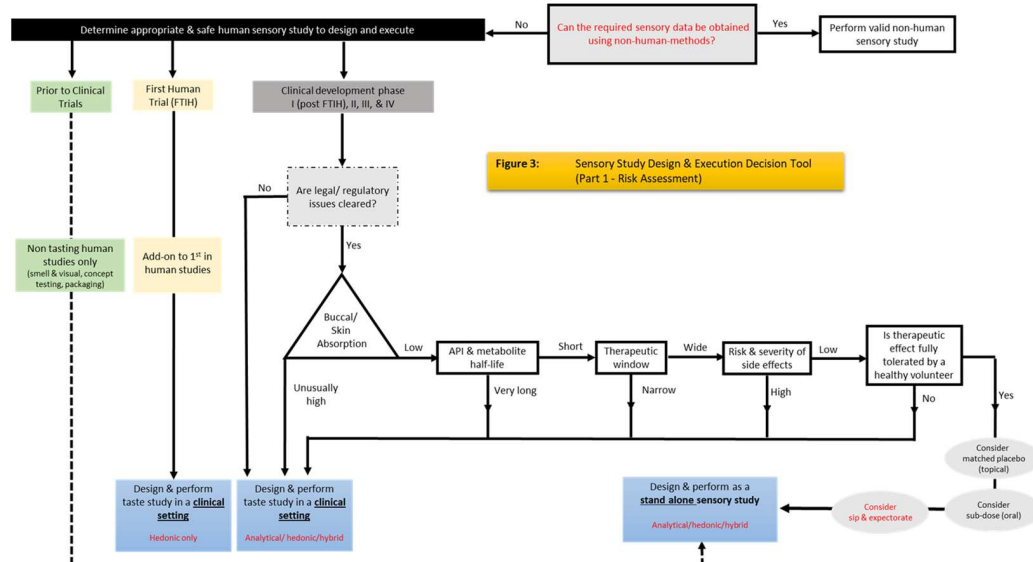 No
Can the required sensory data be obtained
using non-human-methods?
Yes
Perform valid non-human
sensory study
Determine appropriate & safe human sensory study to design and execute
Prior to Clinical
Trials
First Human
Trial (FTIH)
Clinical development phase
I (post FTIH), II, III, & IV
Figure 3: Sensory Study Design & Execution Decision Tool
(Part 1 - Risk Assessment)
No
Are legal/ regulatory
issues cleared?
Yes
Non tasting human
studies only
(smell & visual, concept
testing, packaging)
Add-on to 1st in
human studies
Buccal/
Skin
Absorption
Low
Unusually
high
API & metabolite
half-life
Short
Very long
Therapeutic
window
Wide
Narrow
Risk & severity of
side effects
Low
High
Is therapeutic
effect fully
tolerated by a
healthy volunteer
No
Yes
Consider
matched placebo
(topical)
Consider
sub-dose (oral)
Consider
sip & expectorate
Design & perform
taste study in a clinical
setting
Hedonic only
Design & perform
taste study in a clinical
setting
Analytical/ hedonic/hybrid
Design & perform as a
stand alone sensory study
Analytical/hedonic/hybrid